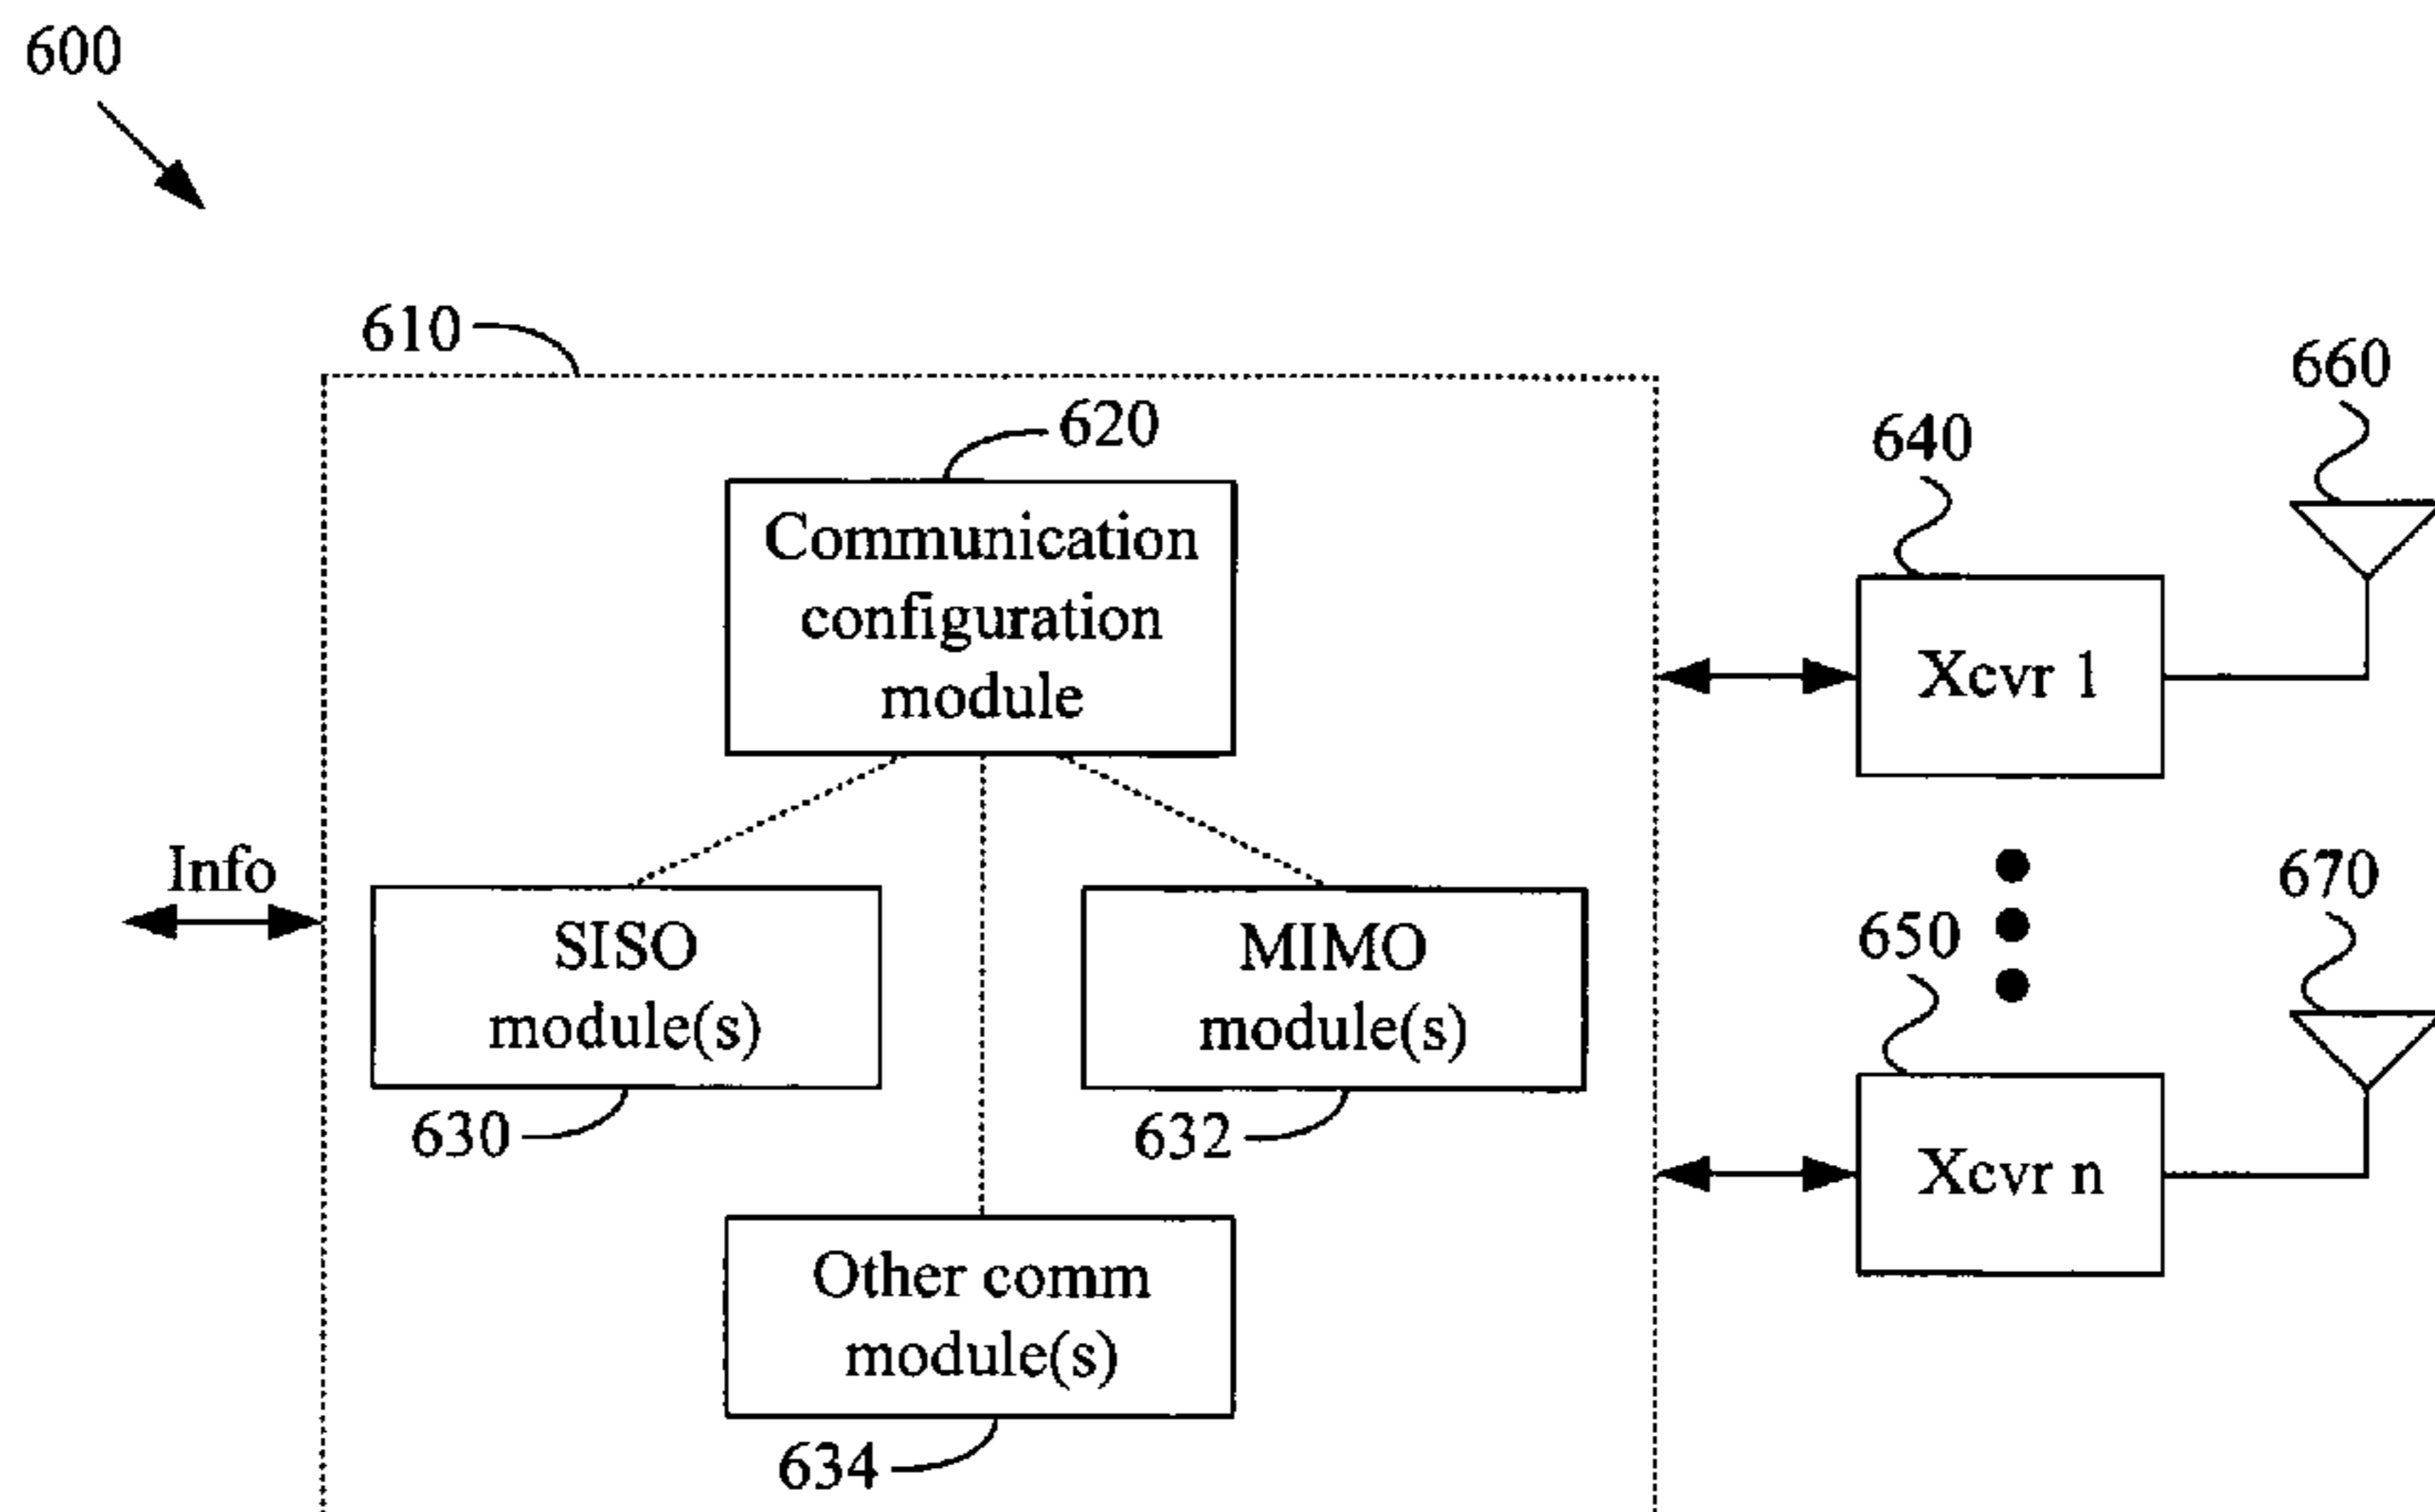 600
610
620
660
640
Communication
configuration
module
Xcvr 1
Info
SISO
module(s)
MIMO
module(s)
650
670
630
632
Xcvr n
Other comm
module(s)
634